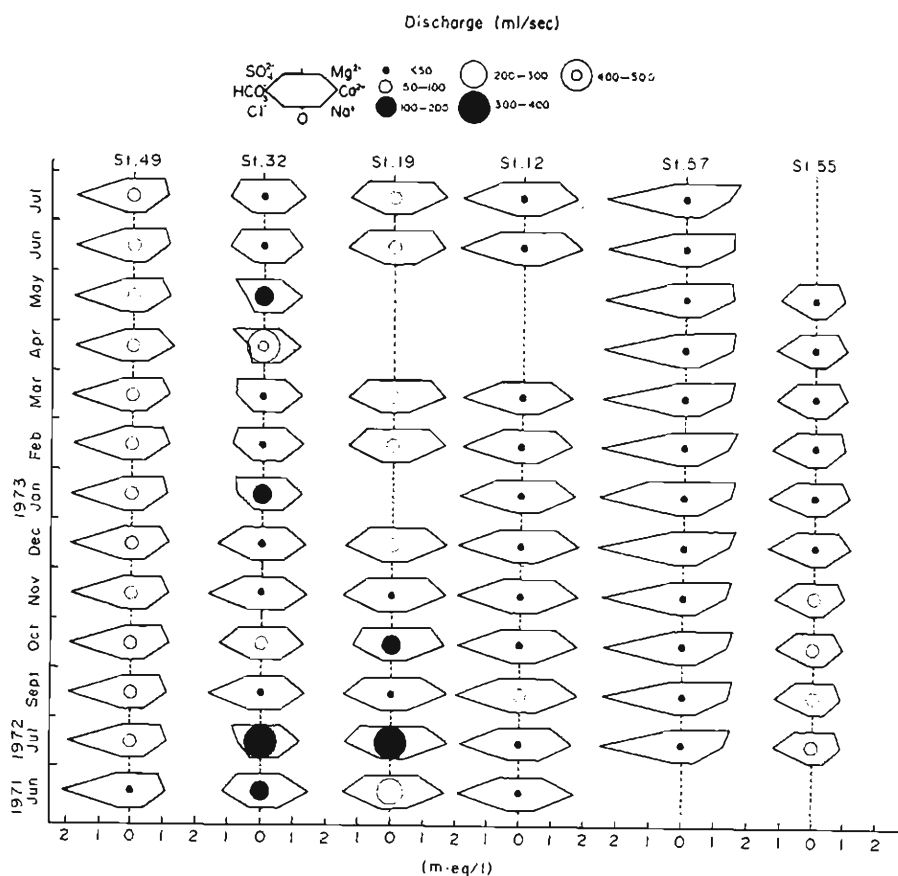 Discharge (ml/sec)
SO₄²⁻ Mg²⁺ <50 200-300 400-500
HCO₃⁻ Ca²⁺ 50-100
Cl⁻ O Na⁺ 100-200 300-400
St.49 St.32 St.19 St.12 St.57 St.55
Jul
Jun
May
Apr
Mar
Feb
1973 Jan
Dec
Nov
Oct
Sept
1972 Jul
1971 Jun
2 1 0 1 2 1 0 1 2 1 0 1 2 1 0 1 2 1 0 1 2 1 0 1 2
(m·eq/l)